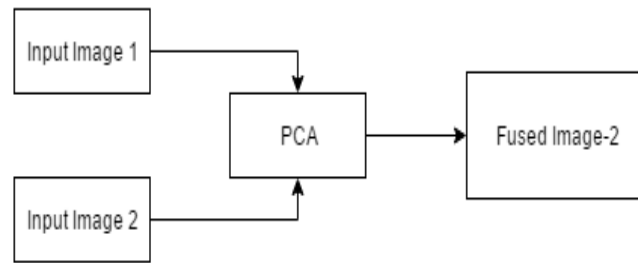 Input Image 1
PCA
Fused Image-2
Input Image 2